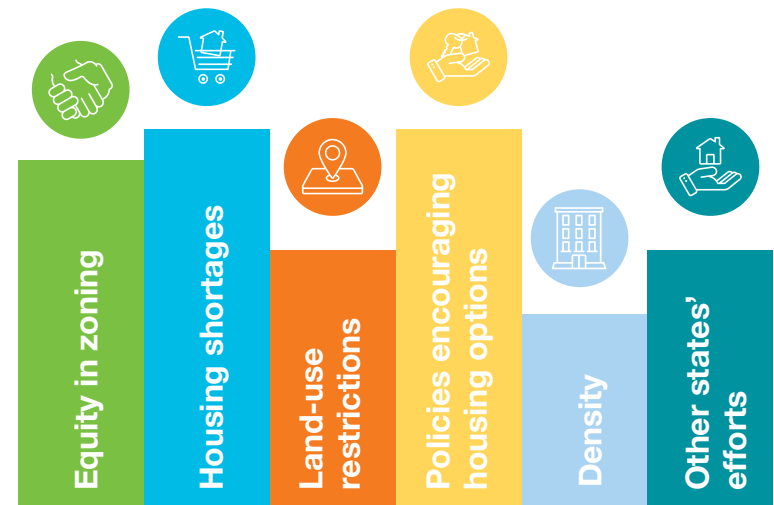 Equity in zoning
Housing shortages
Land-use
restrictions
Policies encouraging
housing options
Density
Other states’
efforts